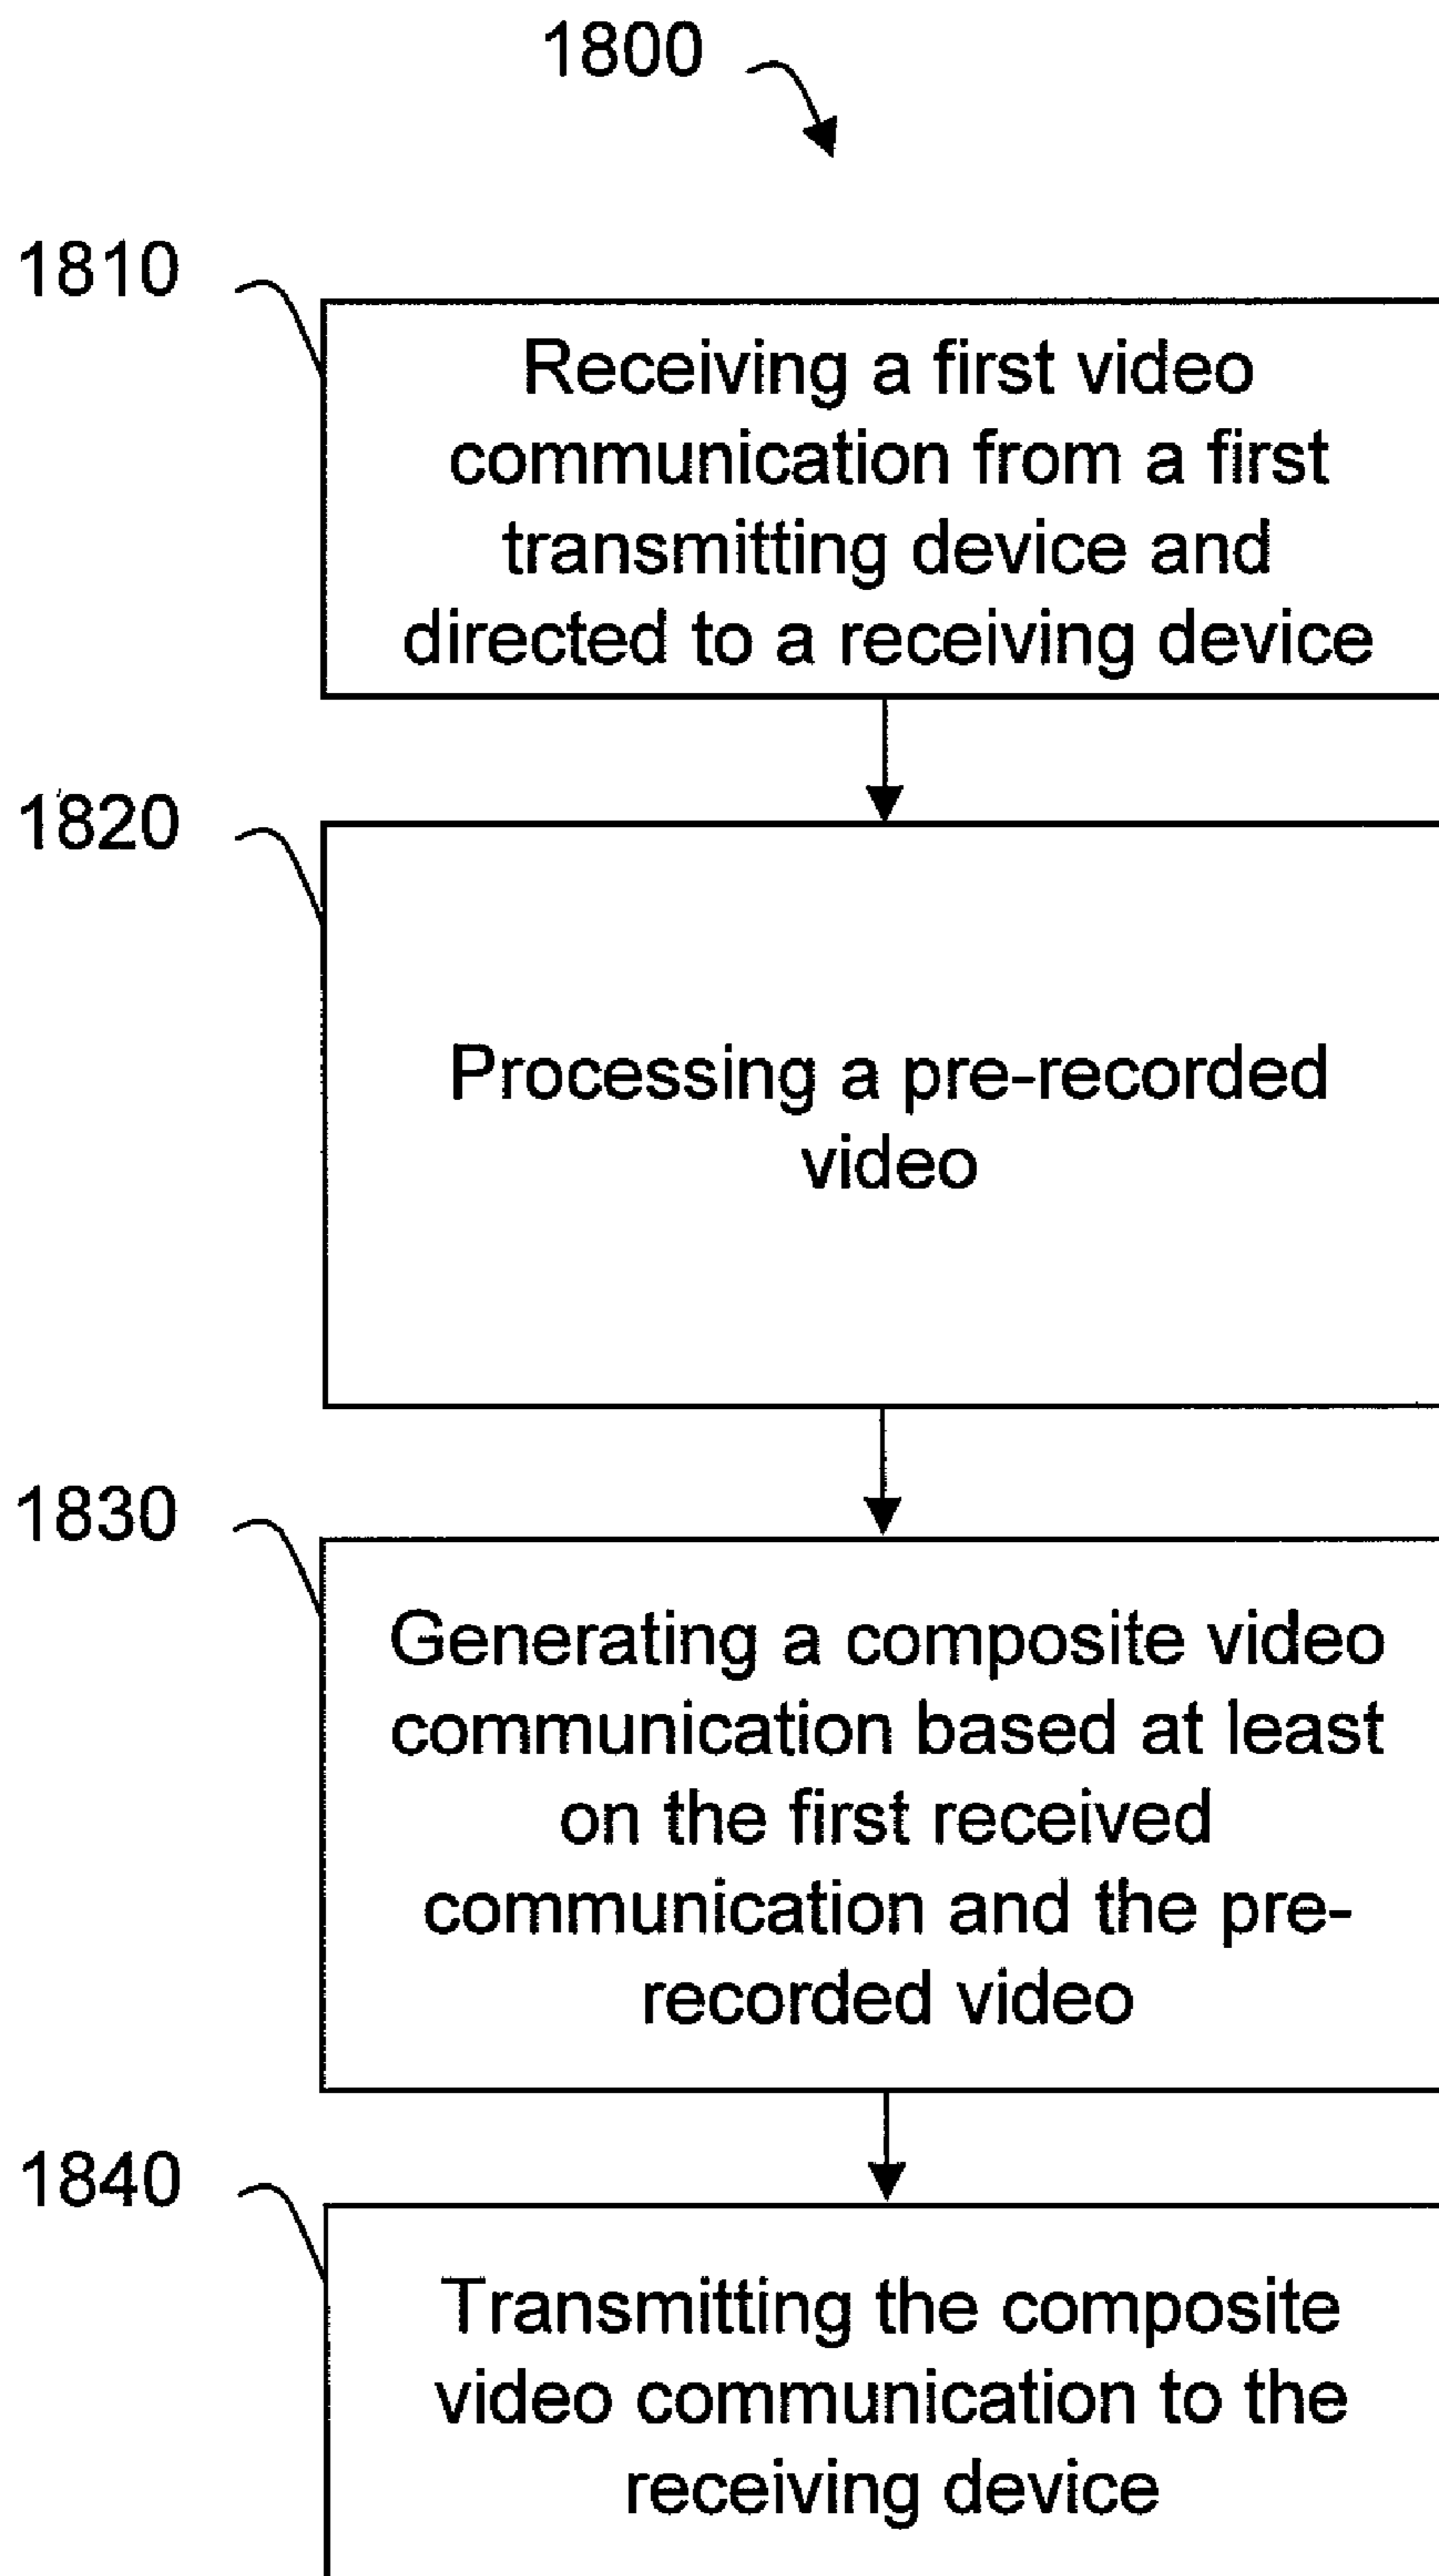 1800
1810
Receiving a first video
communication from a first
transmitting device and
directed to a receiving device
1820
Processing a pre-recorded
video
1830
Generating a composite video
communication based at least
on the first received
communication and the pre-
recorded video
1840
Transmitting the composite
video communication to the
receiving device